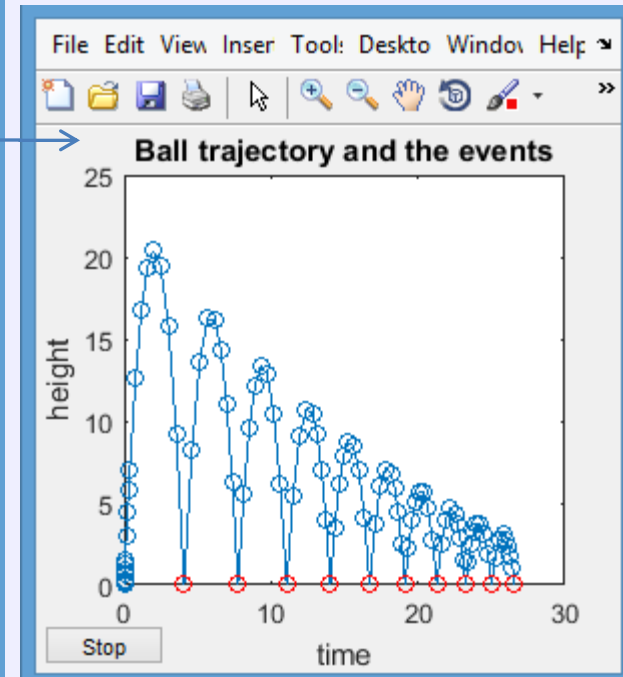 File Edit View Inser Tool: Deskto Window Help
Ball trajectory and the events
25
20
15
10
5
0
height
0 10 20 30
time
Stop